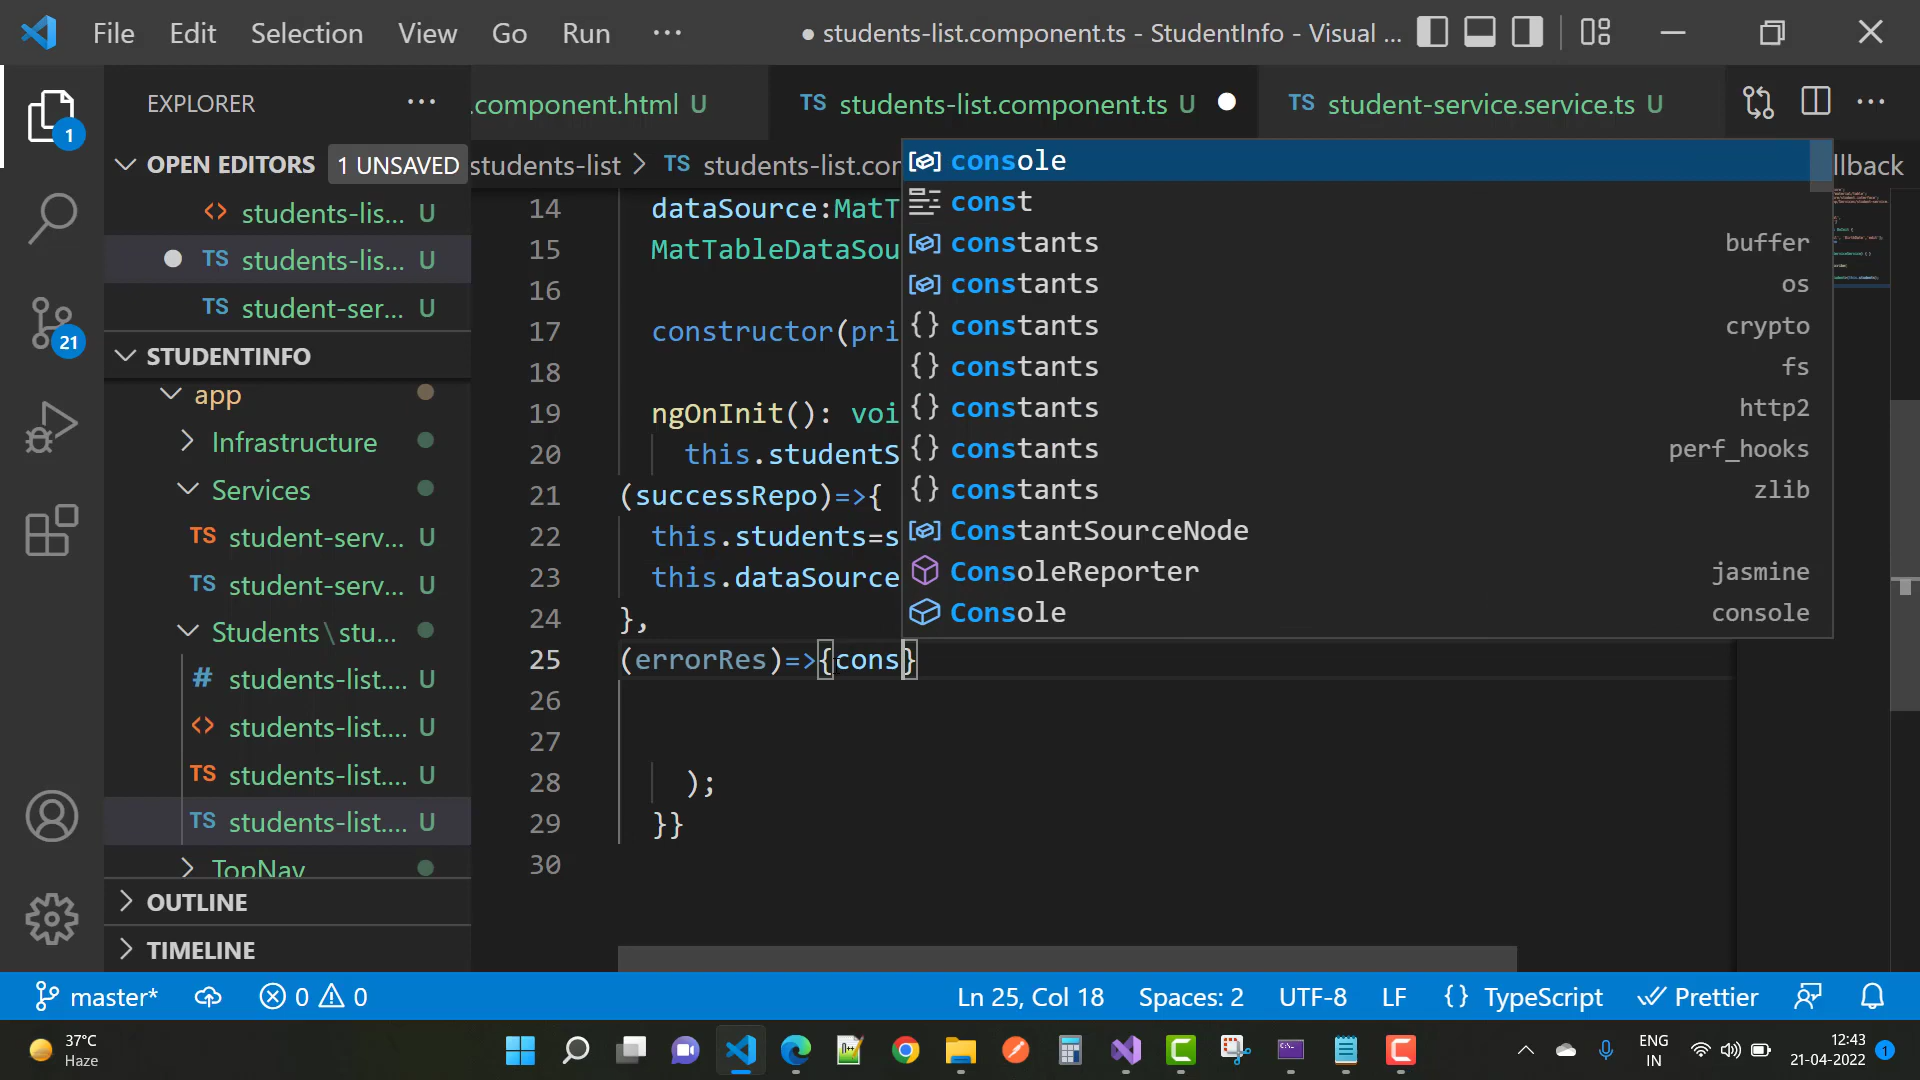 File Edit Selection View Go Run ··· ● students-list.component.ts - StudentInfo - Visual ...
EXPLORER ···
.component.html U TS students-list.component.ts U TS student-service.service.ts U ···
OPEN EDITORS 1 UNSAVED
students-list > TS students-list.cor llback
<> students-lis... U
TS students-lis... U
TS student-ser... U
STUDENTINFO
app
Infrastructure
Services
TS student-serv... U
TS student-serv... U
Students\stu...
# students-list.... U
<> students-list.... U
TS students-list.... U
TS students-list.... U
TopNav
OUTLINE
TIMELINE
14 dataSource:MatT
15 MatTableDataSou
16
17 constructor(pri
18
19 ngOnInit(): voi
20 this.studentS
21 (successRepo)=>{
22 this.students=s
23 this.dataSource
24 },
25 (errorRes)=>{cons}
26
27
28 );
29 }}
30
console
const
constants buffer
constants os
{} constants crypto
{} constants fs
{} constants http2
{} constants perf_hooks
{} constants zlib
ConstantSourceNode
ConsoleReporter jasmine
Console console
1
21
master* 0 0 Ln 25, Col 18 Spaces: 2 UTF-8 LF {} TypeScript Prettier
37°C
Haze
ENG
IN
12:43
21-04-2022
1